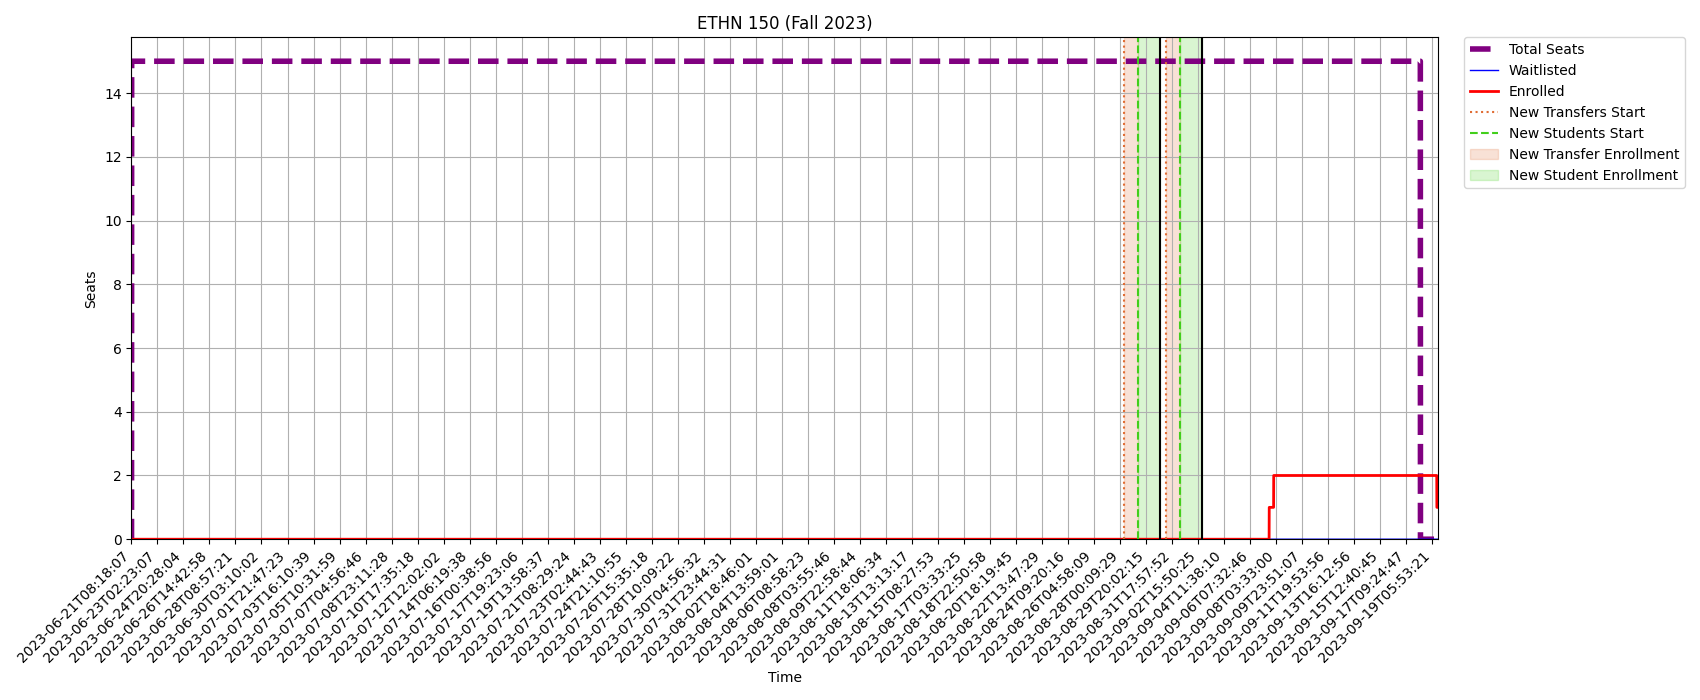 ETHN 150 (Fall 2023)
Total Seats
Waitlisted
Enrolled
New Transfers Start
New Students Start
New Transfer Enrollment
New Student Enrollment
Seats
14
12
10
8
6
4
2
0
2023-06-21T08:18:07
2023-06-23T02:23:07
2023-06-24T20:28:04
2023-06-26T14:42:58
2023-06-28T08:57:21
2023-06-30T03:10:02
2023-07-01T21:47:23
2023-07-03T16:10:39
2023-07-05T10:31:59
2023-07-07T04:56:46
2023-07-08T23:11:28
2023-07-10T17:35:18
2023-07-12T12:02:02
2023-07-14T06:19:38
2023-07-16T00:38:56
2023-07-17T19:23:06
2023-07-19T13:58:37
2023-07-21T08:29:24
2023-07-23T02:44:43
2023-07-24T21:10:55
2023-07-26T15:35:18
2023-07-28T10:09:22
2023-07-30T04:56:32
2023-07-31T23:44:31
2023-08-02T18:46:01
2023-08-04T13:59:01
2023-08-06T08:58:23
2023-08-08T03:55:46
2023-08-09T22:58:44
2023-08-11T18:06:34
2023-08-13T13:13:17
2023-08-15T08:27:53
2023-08-17T03:33:25
2023-08-18T22:50:58
2023-08-20T18:19:45
2023-08-22T13:47:29
2023-08-24T09:20:16
2023-08-26T04:58:09
2023-08-28T00:09:29
2023-08-29T20:02:15
2023-08-31T17:57:52
2023-09-02T15:50:25
2023-09-04T11:38:10
2023-09-06T07:32:46
2023-09-08T03:33:00
2023-09-09T23:51:07
2023-09-11T19:53:56
2023-09-13T16:12:56
2023-09-15T12:40:45
2023-09-17T09:24:47
2023-09-19T05:53:21
Time